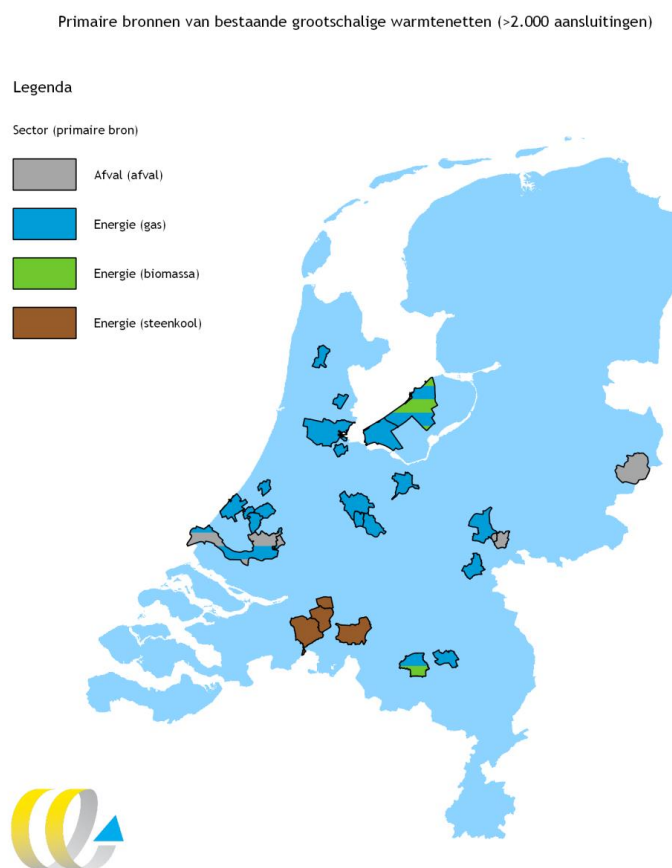 Primaire bronnen van bestaande grootschalige warmtenetten (>2.000 aansluitingen)
Legenda
Sector (primaire bron)
Afval (afval)
Energie (gas)
Energie (biomassa)
Energie (steenkool)